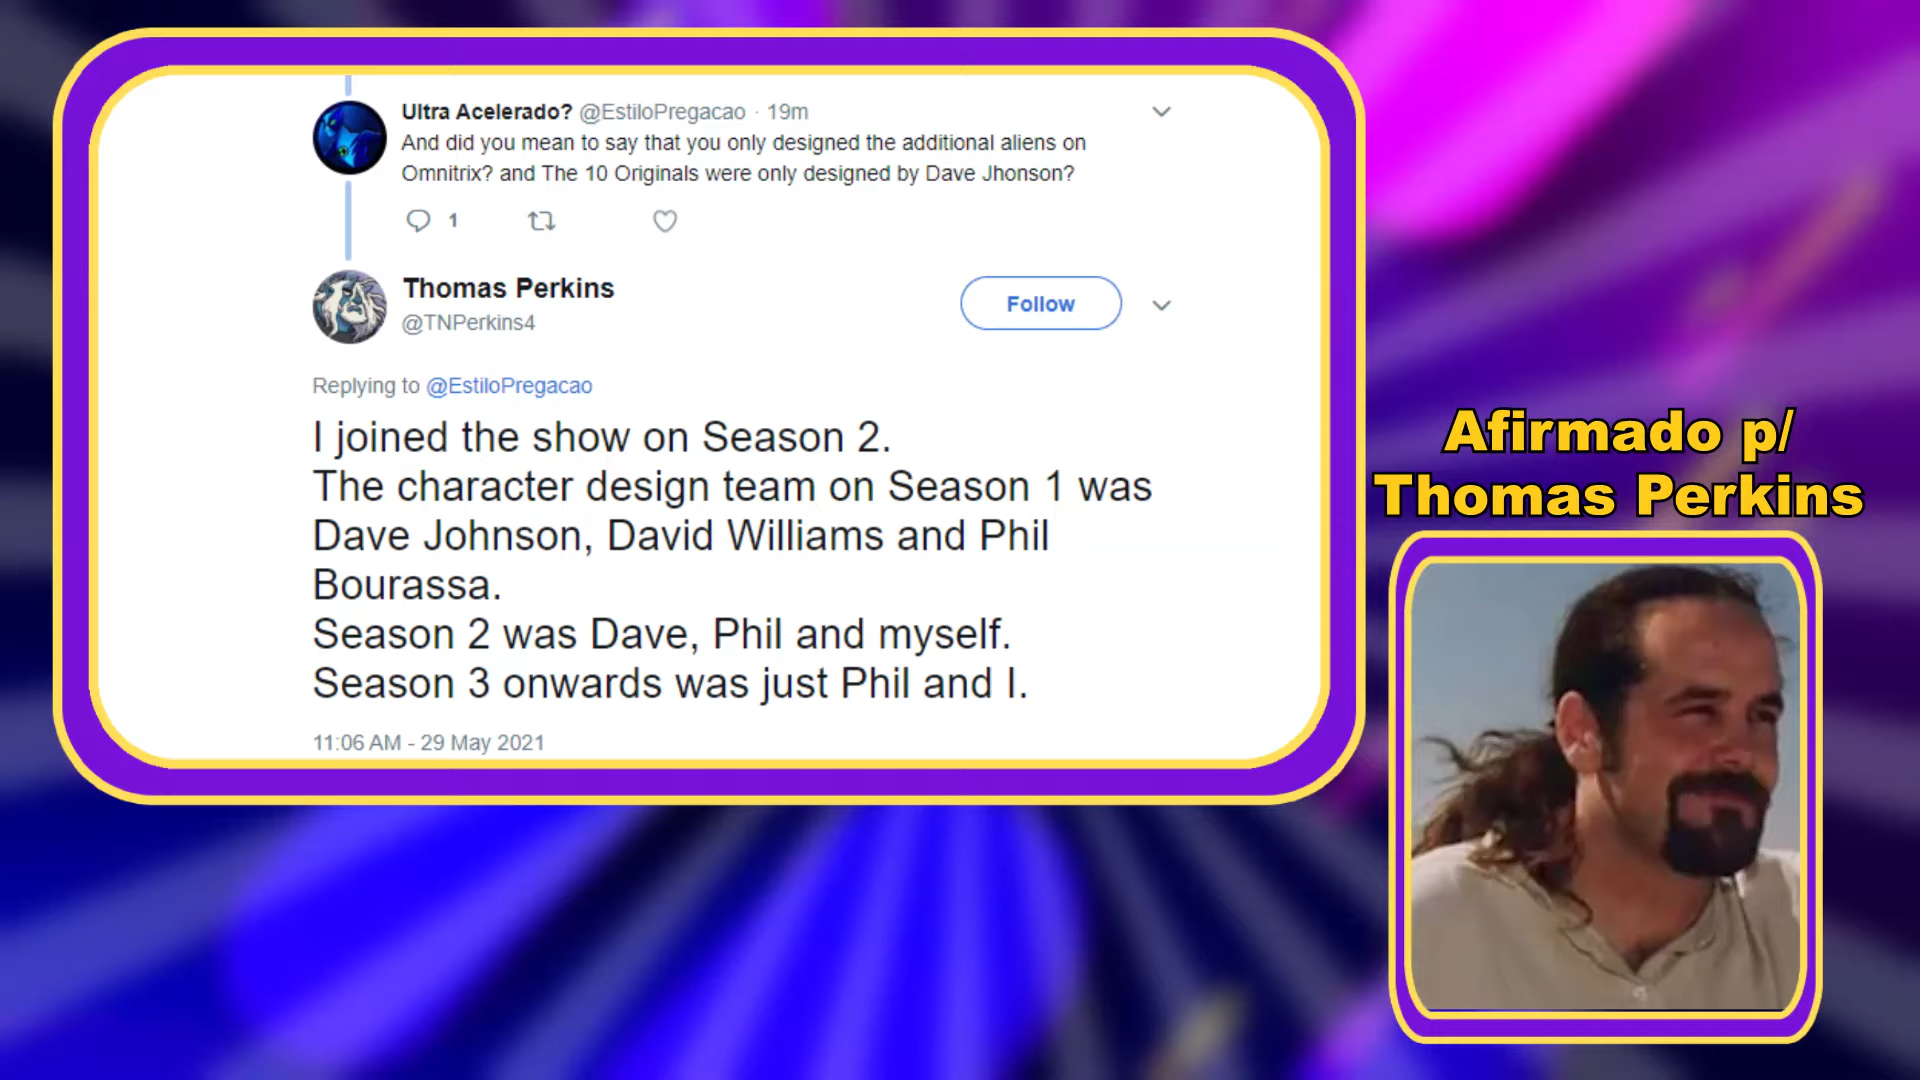 Ultra Acelerado? @EstiloPregacao · 19m
And did you mean to say that you only designed the additional aliens on
Omnitrix? and The 10 Originals were only designed by Dave Jhonson?
1
Thomas Perkins
@TNPerkins4
Follow
Replying to @EstiloPregacao
I joined the show on Season 2.
The character design team on Season 1 was
Dave Johnson, David Williams and Phil
Bourassa.
Season 2 was Dave, Phil and myself.
Season 3 onwards was just Phil and I.
11:06 AM - 29 May 2021
Afirmado p/
Thomas Perkins